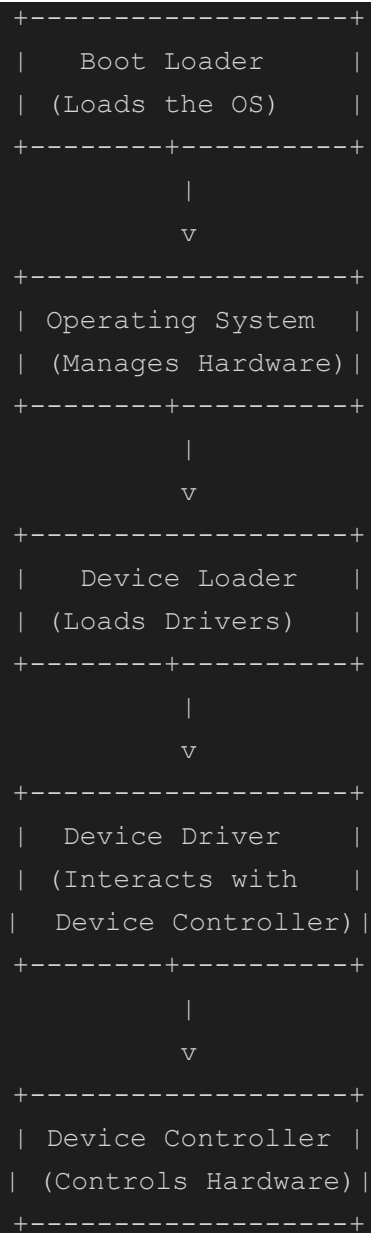 +-------------------+
|   Boot Loader     |
| (Loads the OS)    |
+--------+----------+
         |
         v
+-------------------+
| Operating System  |
| (Manages Hardware)|
+--------+----------+
         |
         v
+-------------------+
|   Device Loader   |
| (Loads Drivers)   |
+--------+----------+
         |
         v
+-------------------+
|  Device Driver    |
| (Interacts with   |
|  Device Controller)|
+--------+----------+
         |
         v
+-------------------+
| Device Controller |
| (Controls Hardware)|
+-------------------+